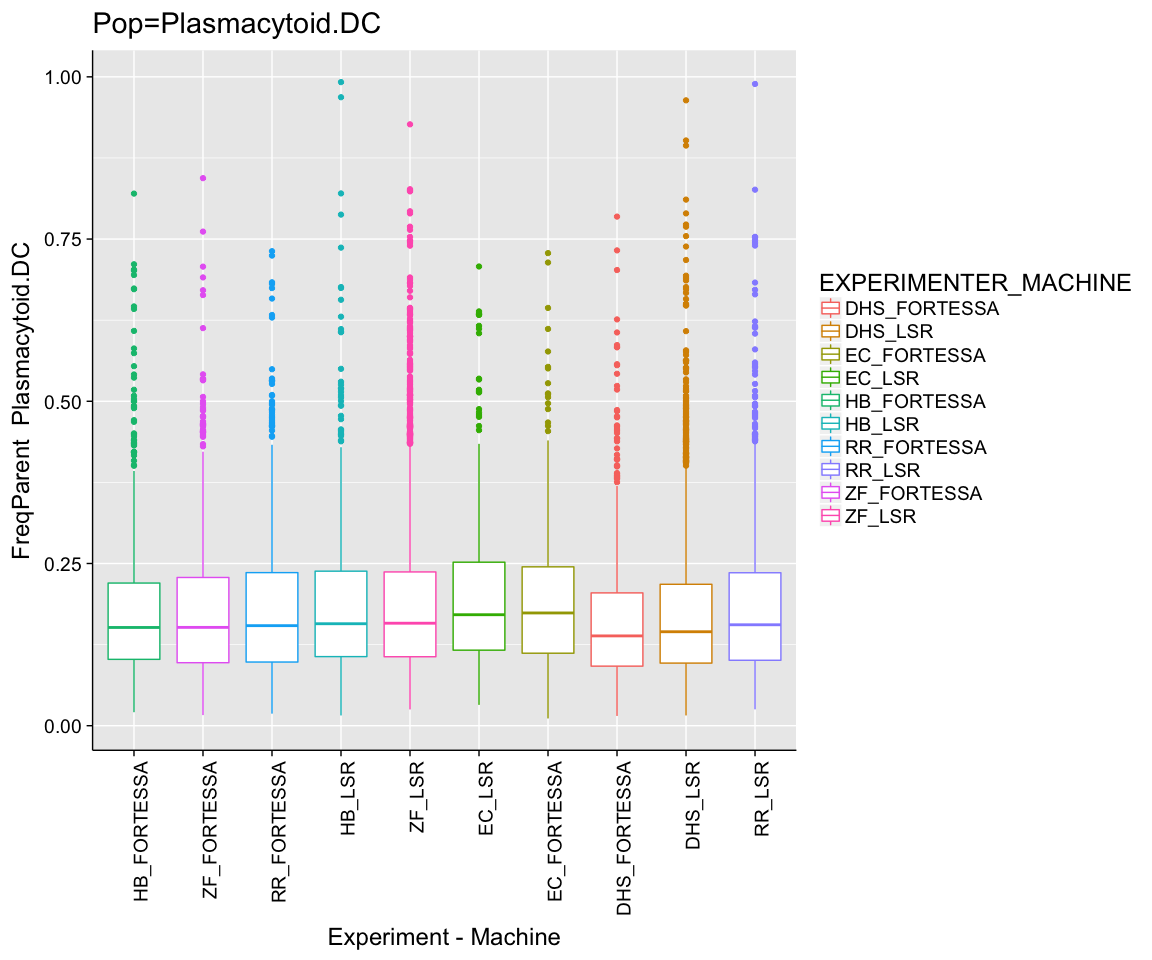 Pop=Plasmacytoid.DC
FreqParent  Plasmacytoid.DC
1.00
0.75
0.50
0.25
0.00
HB_FORTESSA
ZF_FORTESSA
RR_FORTESSA
HB_LSR
ZF_LSR
EC_LSR
EC_FORTESSA
DHS_FORTESSA
DHS_LSR
RR_LSR
Experiment - Machine
EXPERIMENTER_MACHINE
DHS_FORTESSA
DHS_LSR
EC_FORTESSA
EC_LSR
HB_FORTESSA
HB_LSR
RR_FORTESSA
RR_LSR
ZF_FORTESSA
ZF_LSR